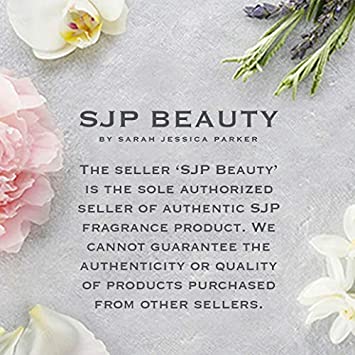 SJP BEAUTY
BY SARAH JESSICA PARKER
THE SELLER ‘SJP BEAUTY’
IS THE SOLE AUTHORIZED
SELLER OF AUTHENTIC SJP
FRAGRANCE PRODUCT. WE
CANNOT GUARANTEE THE
AUTHENTICITY OR QUALITY
OF PRODUCTS PURCHASED
FROM OTHER SELLERS.